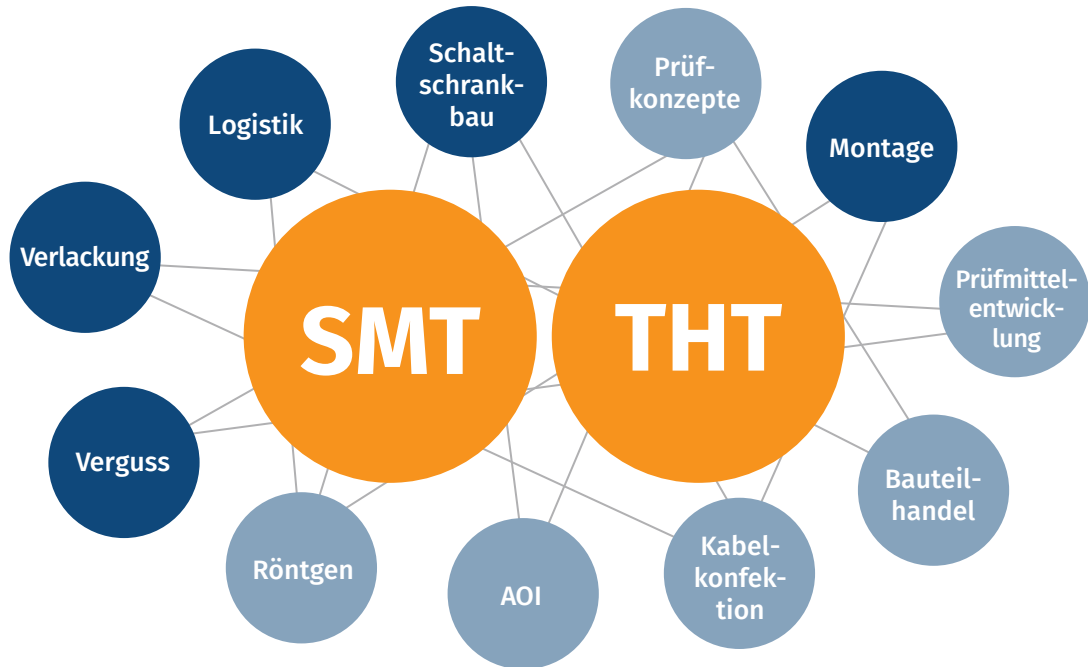 Schalt-
schrank-
bau
Prüf-
konzepte
Logistik
Montage
Verlackung
Prüfmittel-
entwick-
lung
SMT
THT
Verguss
Bauteil-
handel
Röntgen
AOI
Kabel-
konfek-
tion